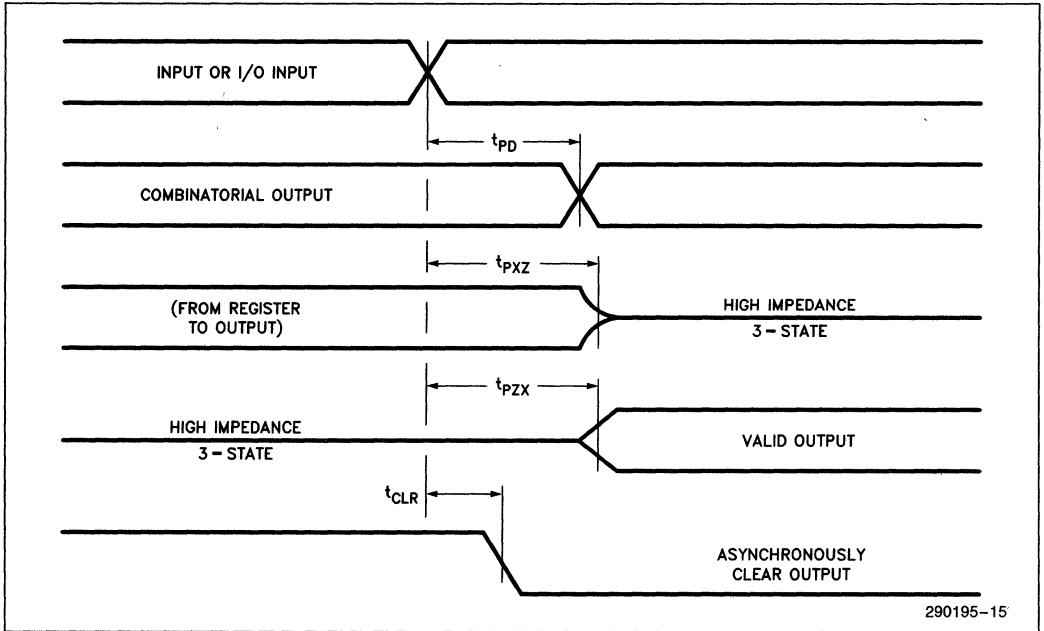 INPUT OR I/O INPUT
tPD
COMBINATORIAL OUTPUT
tPXZ
(FROM REGISTER
TO OUTPUT)
HIGH IMPEDANCE
3-STATE
tPZX
HIGH IMPEDANCE
3-STATE
VALID OUTPUT
tCLR
ASYNCHRONOUSLY
CLEAR OUTPUT
290195-15